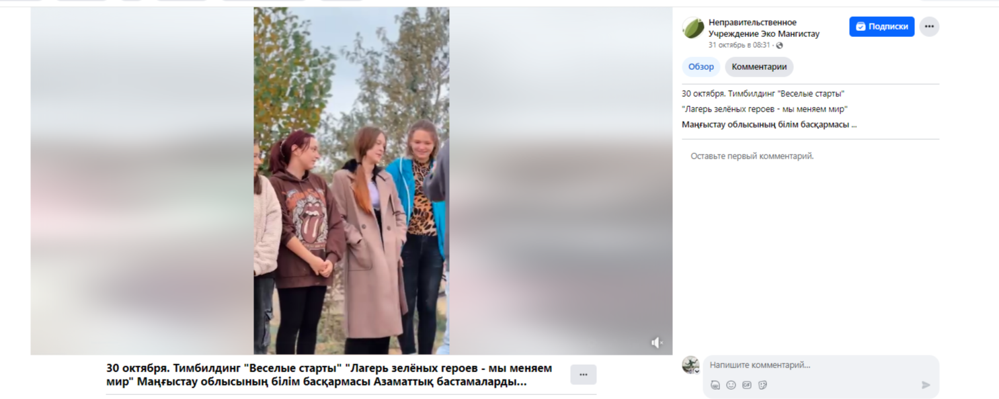 Неправительственное
Учреждение Эко Мангистау
31 октябрь в 08:31 ·
Подписки
Обзор
Комментарии
30 октября. Тимбилдинг "Веселые старты"
"Лагерь зелёных героев - мы меняем мир"
Маңғыстау облысының білім басқармасы ...
Оставьте первый комментарий.
30 октября. Тимбилдинг "Веселые старты" "Лагерь зелёных героев - мы меняем
мир" Маңғыстау облысының білім басқармасы Азаматтық бастамаларды...
Напишите комментарий...
GIF